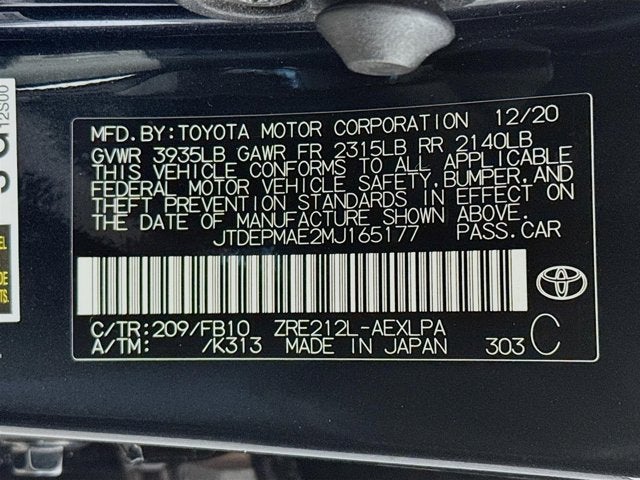 12S00
MFD.BY:TOYOTA MOTOR CORPORATION 12/20
GVWR 3935LB GAWR FR 2315LB RR 2140LB
THIS VEHICLE CONFORMS TO ALL APPLICABLE
FEDERAL MOTOR VEHICLE SAFETY,BUMPER,AND
THEFT PREVENTION STANDARDS IN EFFECT ON
THE DATE OF MANUFACTURE SHOWN ABOVE.
JTDEPMAE2MJ165177 PASS.CAR
C/TR:209/FB10 ZRE212L-AEXLPA
A/TM: /K313 MADE IN JAPAN 303 C